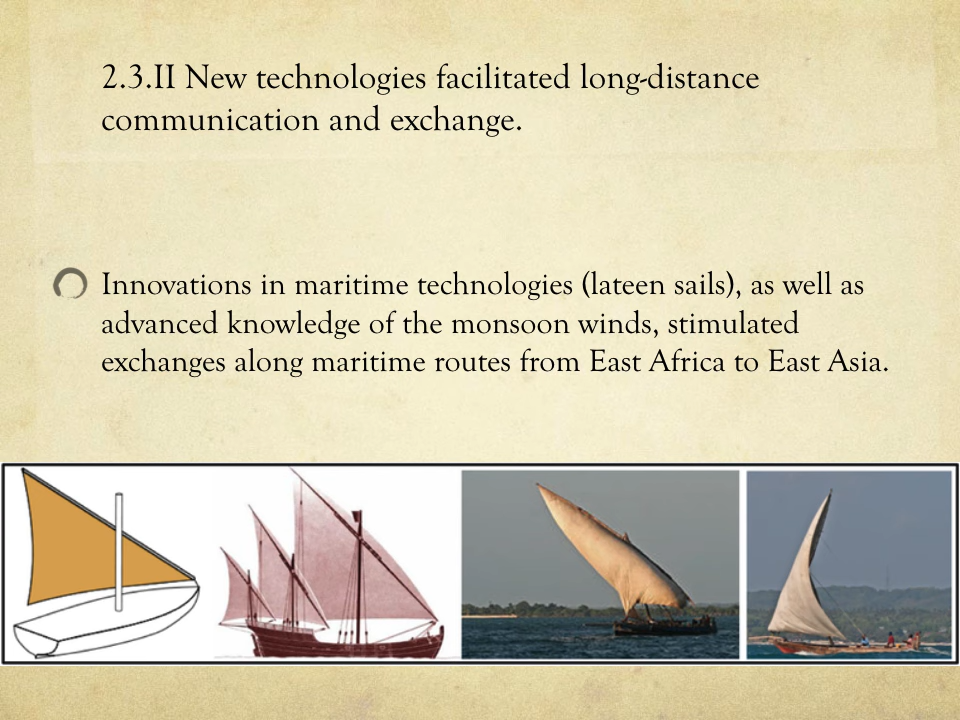 2.3.II New technologies facilitated long-distance
communication and exchange.
Innovations in maritime technologies (lateen sails), as well as
advanced knowledge of the monsoon winds, stimulated
exchanges along maritime routes from East Africa to East Asia.